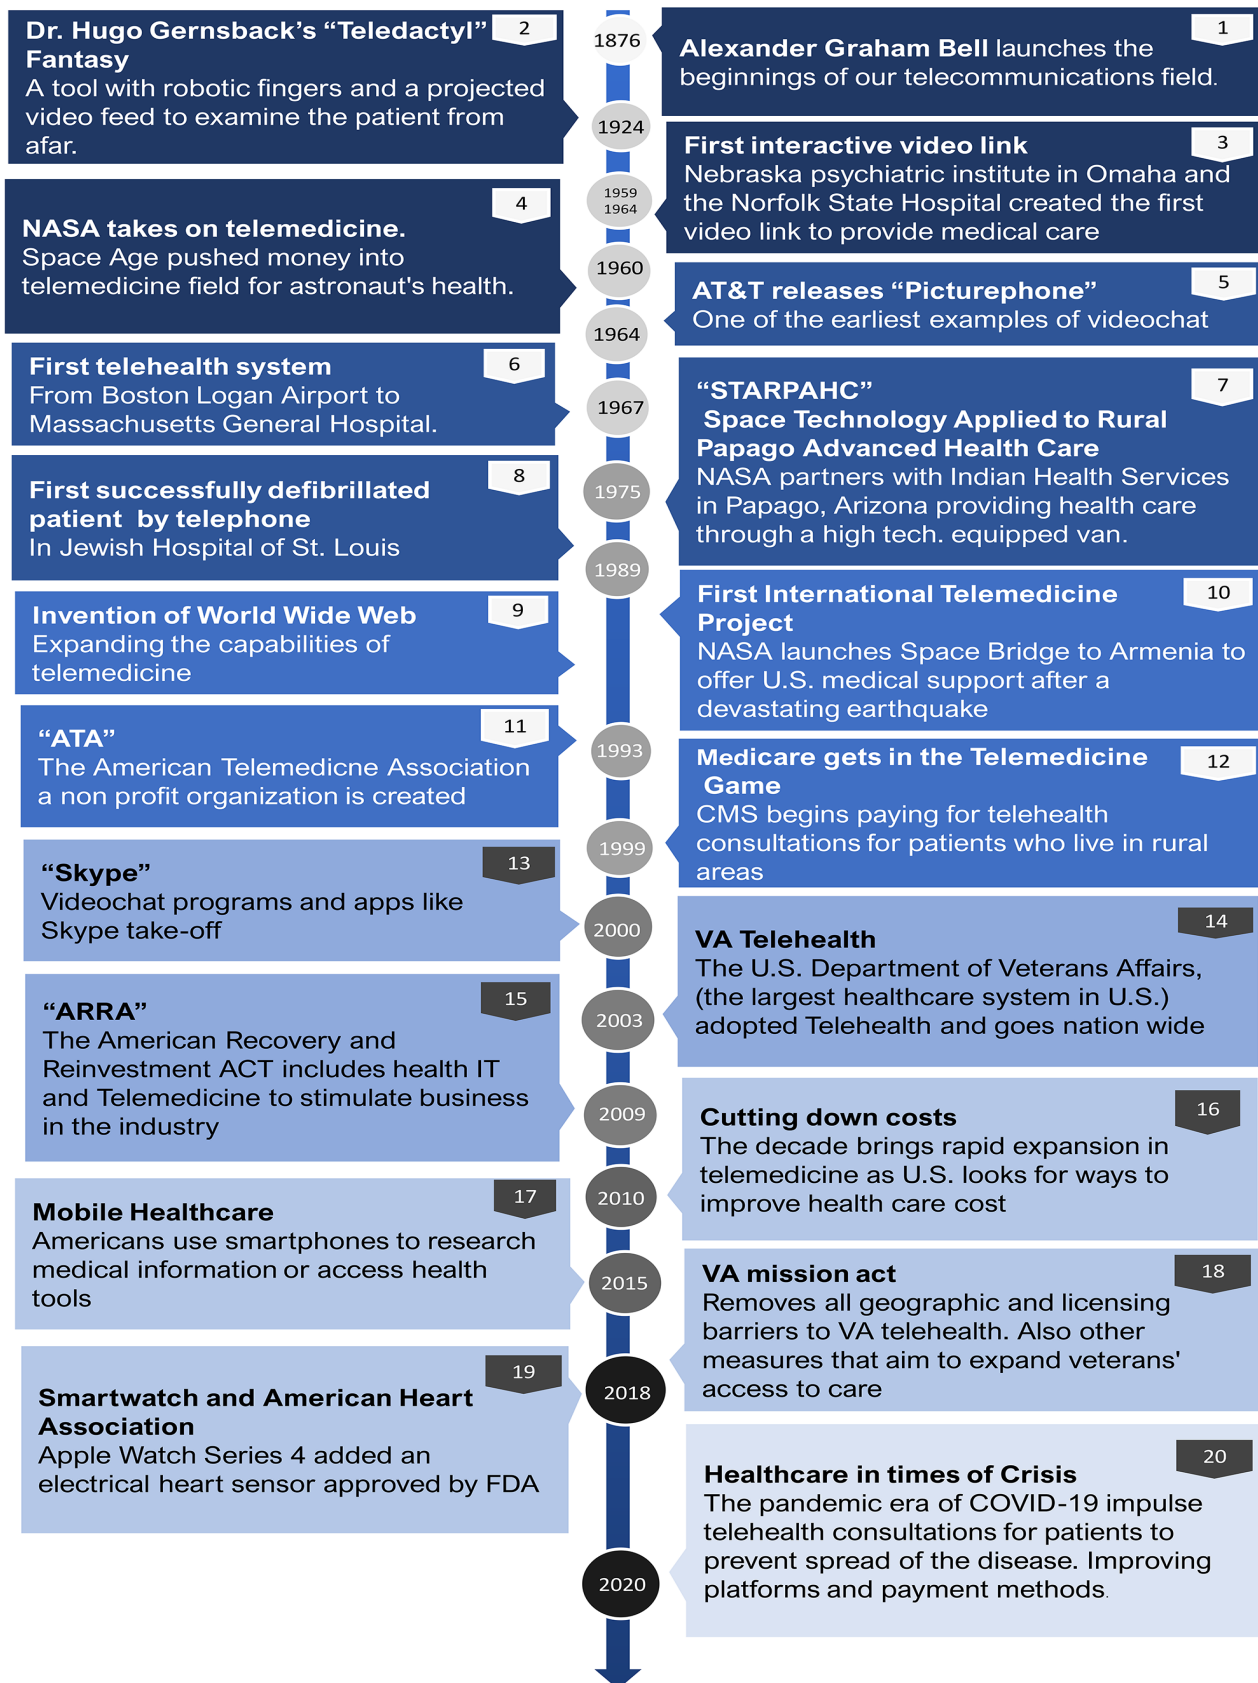 1
1876
Alexander Graham Bell launches the
beginnings of our telecommunications field.
2
Dr. Hugo Gernsback’s “Teledactyl”
Fantasy
A tool with robotic fingers and a projected
video feed to examine the patient from
afar.
1924
3
First interactive video link
Nebraska psychiatric institute in Omaha and
the Norfolk State Hospital created the first
video link to provide medical care
1959
1964
4
NASA takes on telemedicine.
Space Age pushed money into
telemedicine field for astronaut's health.
1960
5
AT&T releases “Picturephone”
One of the earliest examples of videochat
1964
6
First telehealth system
From Boston Logan Airport to
Massachusetts General Hospital.
1967
7
“STARPAHC”
Space Technology Applied to Rural
Papago Advanced Health Care
NASA partners with Indian Health Services
in Papago, Arizona providing health care
through a high tech. equipped van.
1975
8
First successfully defibrillated
patient by telephone
In Jewish Hospital of St. Louis
1989
9
Invention of World Wide Web
Expanding the capabilities of
telemedicine
10
First International Telemedicine
Project
NASA launches Space Bridge to Armenia to
offer U.S. medical support after a
devastating earthquake
11
“ATA”
The American Telemedicne Association
a non profit organization is created
1993
12
Medicare gets in the Telemedicine
Game
CMS begins paying for telehealth
consultations for patients who live in rural
areas
1999
13
“Skype”
Videochat programs and apps like
Skype take-off
2000
14
VA Telehealth
The U.S. Department of Veterans Affairs,
(the largest healthcare system in U.S.)
adopted Telehealth and goes nation wide
2003
15
“ARRA”
The American Recovery and
Reinvestment ACT includes health IT
and Telemedicine to stimulate business
in the industry
2009
16
Cutting down costs
The decade brings rapid expansion in
telemedicine as U.S. looks for ways to
improve health care cost
2010
17
Mobile Healthcare
Americans use smartphones to research
medical information or access health
tools
2015
18
VA mission act
Removes all geographic and licensing
barriers to VA telehealth. Also other
measures that aim to expand veterans'
access to care
2018
19
Smartwatch and American Heart
Association
Apple Watch Series 4 added an
electrical heart sensor approved by FDA
20
Healthcare in times of Crisis
The pandemic era of COVID-19 impulse
telehealth consultations for patients to
prevent spread of the disease. Improving
platforms and payment methods.
2020